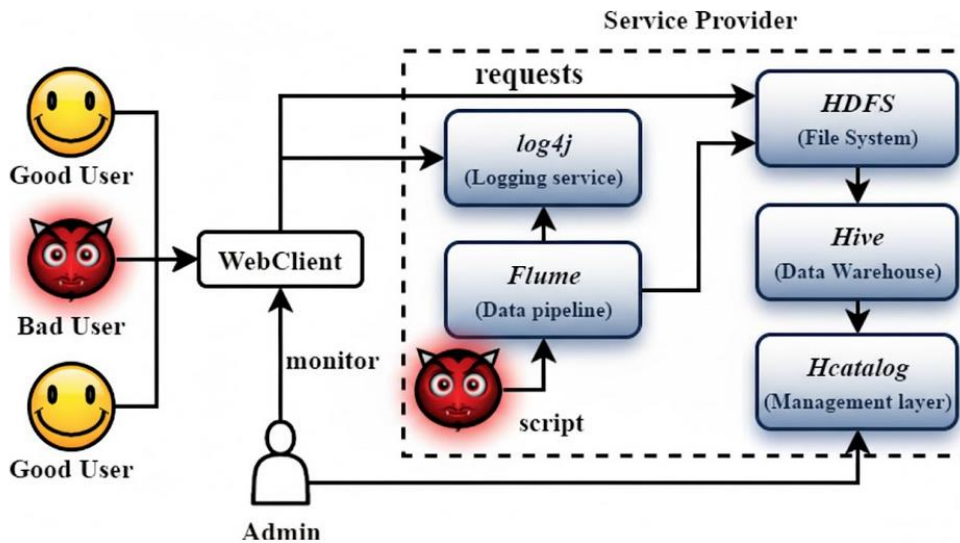 Service Provider
requests
HDFS
(File System)
log4j
(Logging service)
Good User
WebClient
Hive
(Data Warehouse)
Flume
(Data pipeline)
Bad User
monitor
Hcatalog
(Management layer)
script
Good User
Admin